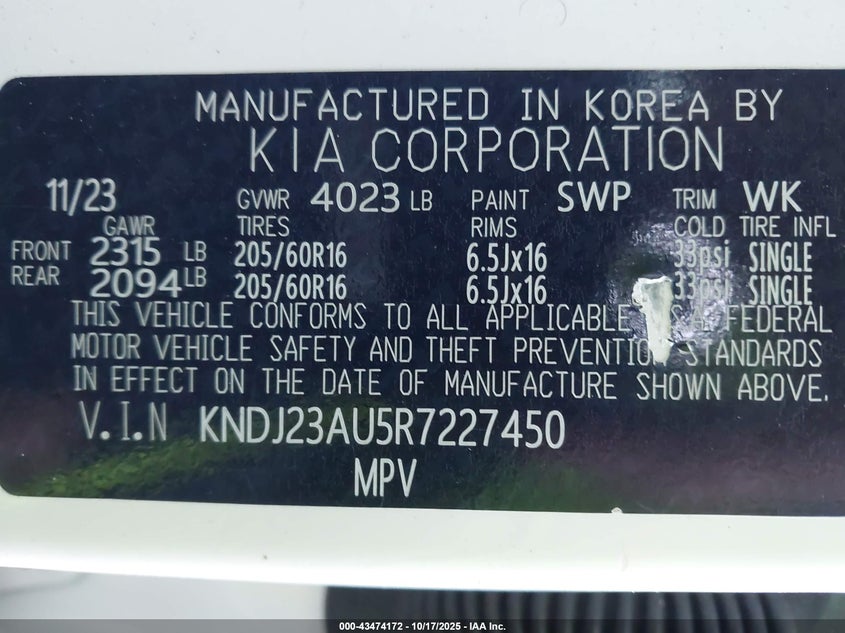 MANUFACTURED IN KOREA BY
KIA CORPORATION
11/23 GVWR 4023 LB PAINT SWP TRIM WK
GAWR TIRES RIMS COLD TIRE INFL
FRONT 2315 LB 205/60R16 6.5Jx16 33psi SINGLE
REAR 2094 LB 205/60R16 6.5Jx16 33psi SINGLE
THIS VEHICLE CONFORMS TO ALL APPLICABLE FEDERAL
MOTOR VEHICLE SAFETY AND THEFT PREVENTION STANDARDS
IN EFFECT ON THE DATE OF MANUFACTURE SHOWN ABOVE.
V.I.N KNDJ23AU5R7227450
MPV
000-43474172 - 10/17/2025 - IAA Inc.